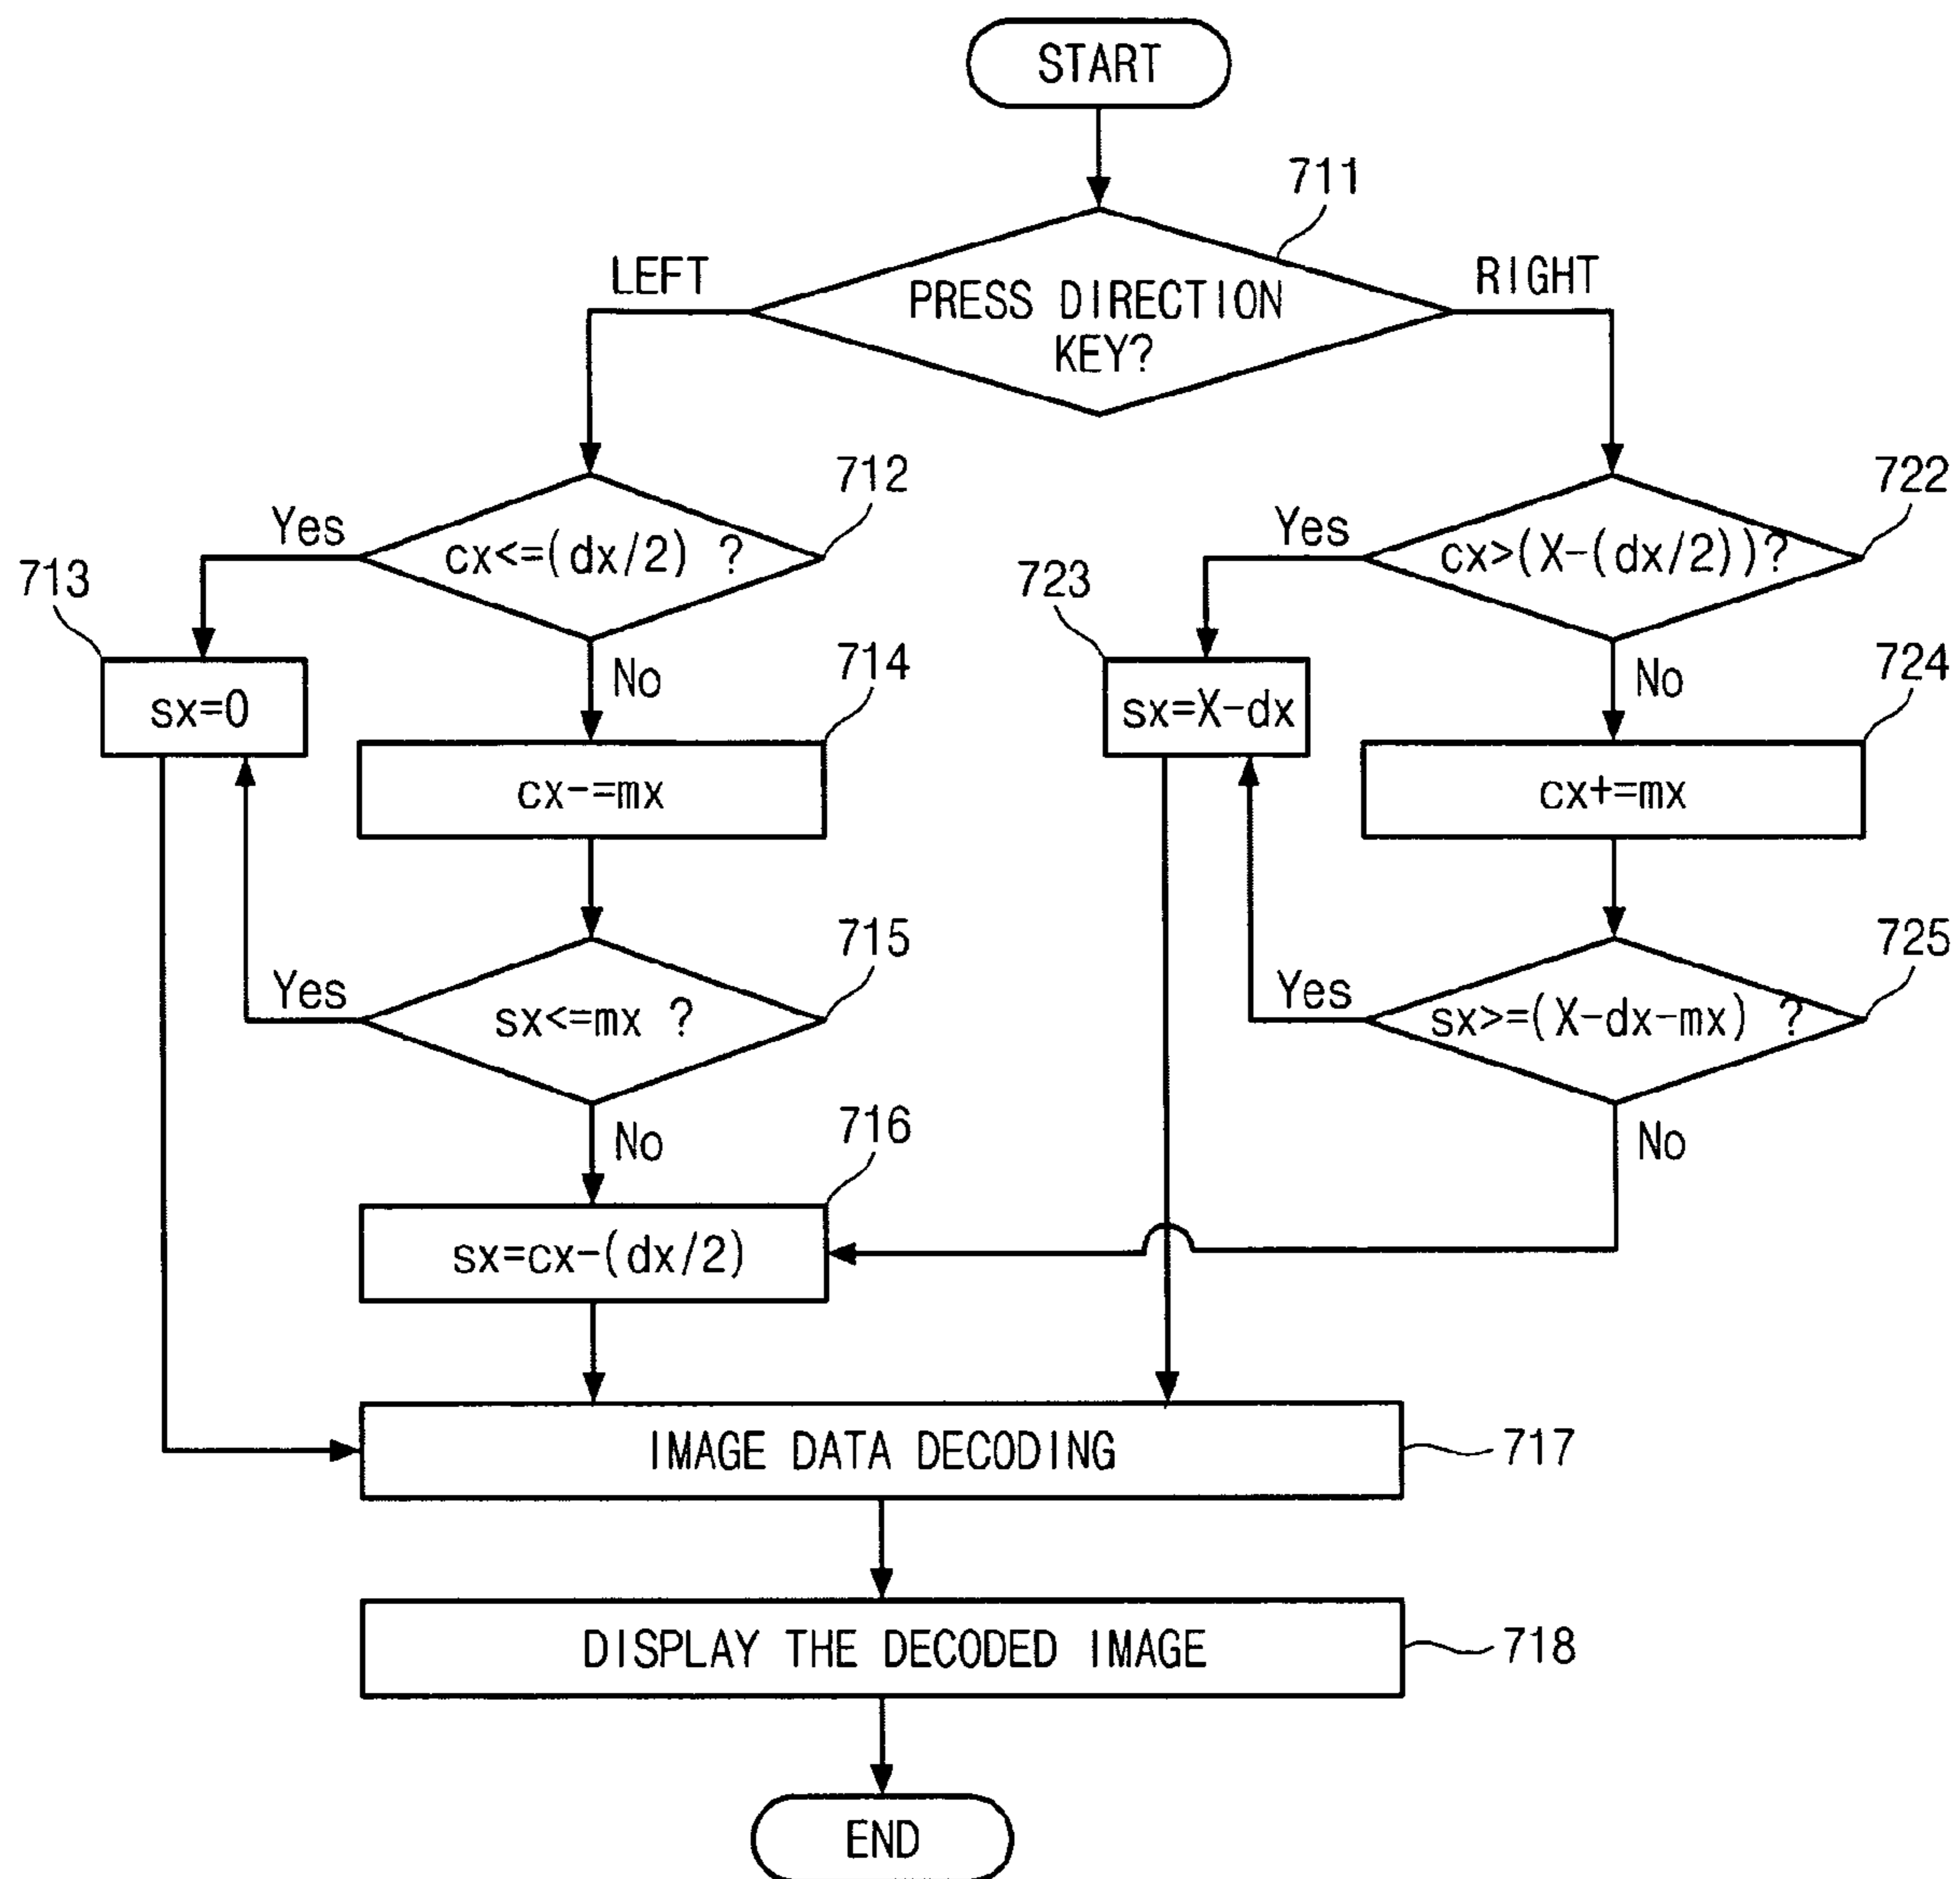 START
711
LEFT
PRESS DIRECTION
KEY?
RIGHT
712
722
Yes
cx<=(dx/2) ?
Yes
cx>(X-(dx/2))?
713
723
sx=0
No
714
sx=X-dx
No
724
cx-=mx
cx+=mx
715
725
Yes
sx<=mx ?
Yes
sx>=(X-dx-mx) ?
716
No
No
sx=cx-(dx/2)
IMAGE DATA DECODING
717
DISPLAY THE DECODED IMAGE
718
END